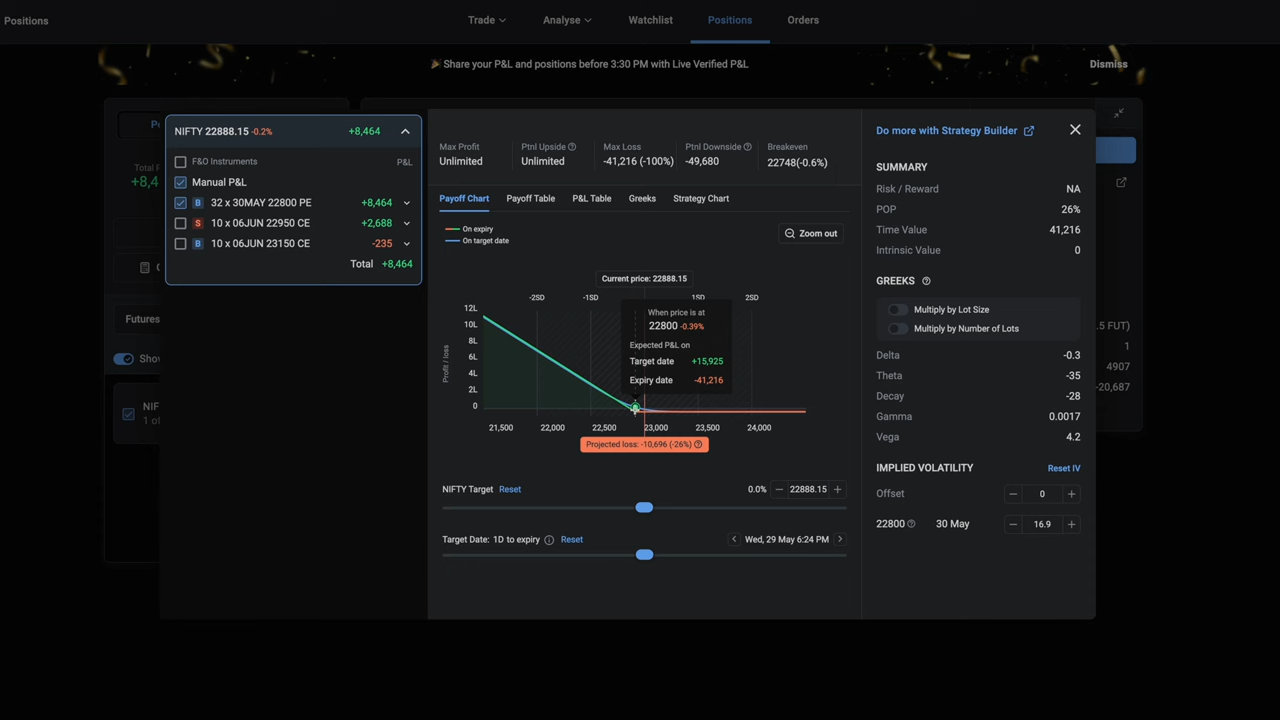 Positions
Trade
Analyse
Watchlist
Positions
Orders
Share your P&L and positions before 3:30 PM with Live Verified P&L
Dismiss
NIFTY 22888.15 -0.2% +8,464
F&O Instruments P&L
Manual P&L
B 32 x 30MAY 22800 PE +8,464
S 10 x 06JUN 22950 CE +2,688
B 10 x 06JUN 23150 CE -235
Total +8,464
Futures
NIF
Max Profit
Unlimited
Ptnl Upside
Unlimited
Max Loss
-41,216 (-100%)
Ptnl Downside
-49,680
Breakeven
22748(-0.6%)
Payoff Chart
Payoff Table
P&L Table
Greeks
Strategy Chart
On expiry
On target date
Zoom out
Current price: 22888.15
-2SD -1SD 1SD 2SD
Profit / loss
12L
10L
8L
6L
4L
2L
0
When price is at
22800 -0.39%
Expected P&L on
Target date +15,925
Expiry date -41,216
21,500 22,000 22,500 23,000 23,500 24,000
Projected loss: -10,696 (-26%)
NIFTY Target Reset 0.0% − 22888.15 +
Target Date: 1D to expiry Reset Wed, 29 May 6:24 PM
Do more with Strategy Builder
SUMMARY
Risk / Reward NA
POP 26%
Time Value 41,216
Intrinsic Value 0
GREEKS
Multiply by Lot Size
Multiply by Number of Lots
Delta -0.3
Theta -35
Decay -28
Gamma 0.0017
Vega 4.2
IMPLIED VOLATILITY Reset IV
Offset − 0 +
22800 30 May − 16.9 +
.5 FUT)
1
4907
-20,687